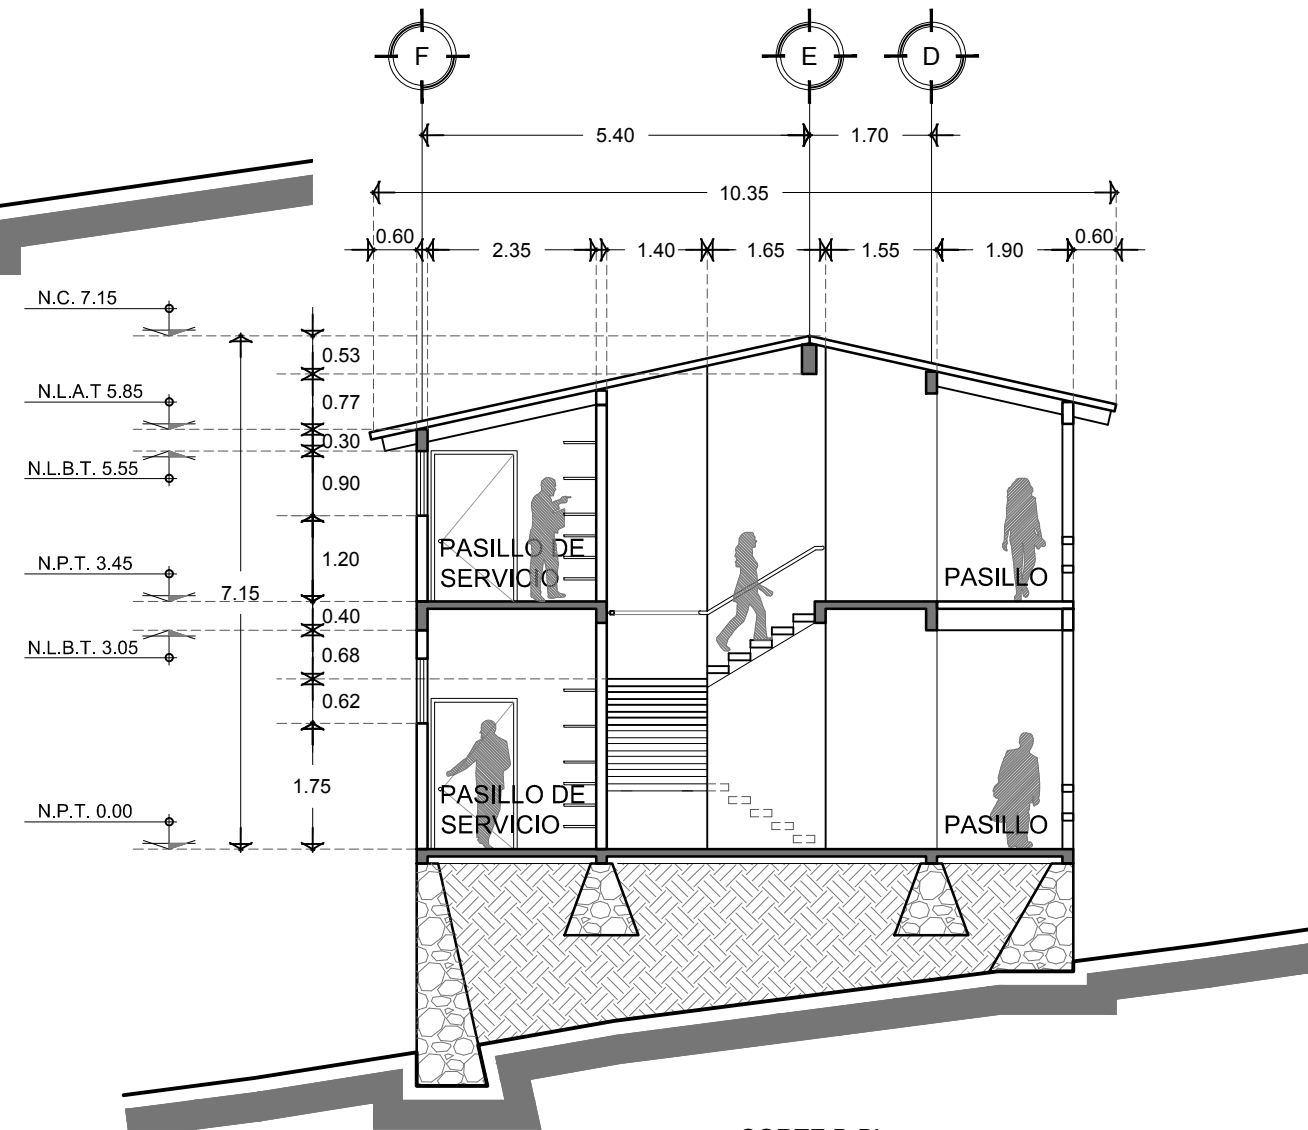 F E D
5.40 1.70
10.35
0.60 2.35 1.40 1.65 1.55 1.90 0.60
N.C. 7.15
0.53
N.L.A.T 5.85
0.77
0.30
N.L.B.T. 5.55
0.90
PASILLO DE
SERVICIO
PASILLO
1.20
N.P.T. 3.45
7.15
0.40
N.L.B.T. 3.05
0.68
0.62
1.75
PASILLO DE
SERVICIO
PASILLO
N.P.T. 0.00